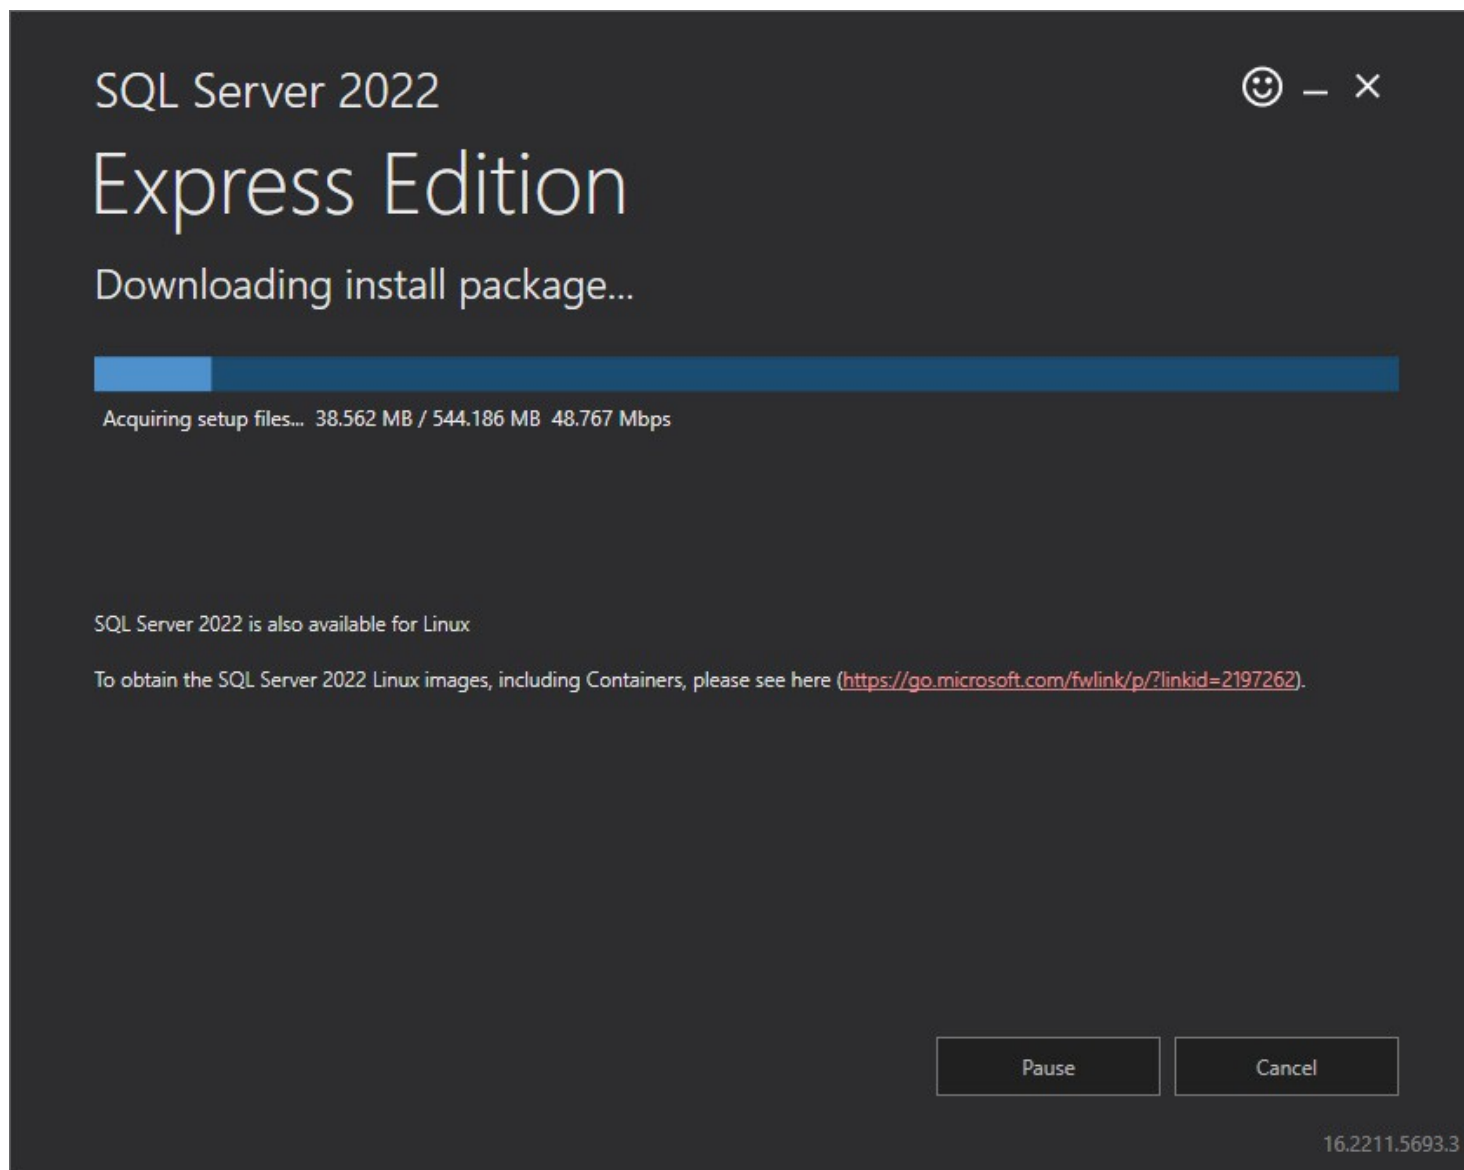 SQL Server 2022
Express Edition
Downloading install package...
Acquiring setup files... 38.562 MB / 544.186 MB 48.767 Mbps
SQL Server 2022 is also available for Linux
To obtain the SQL Server 2022 Linux images, including Containers, please see here (https://go.microsoft.com/fwlink/p/?linkid=2197262).
Pause
Cancel
16.2211.5693.3